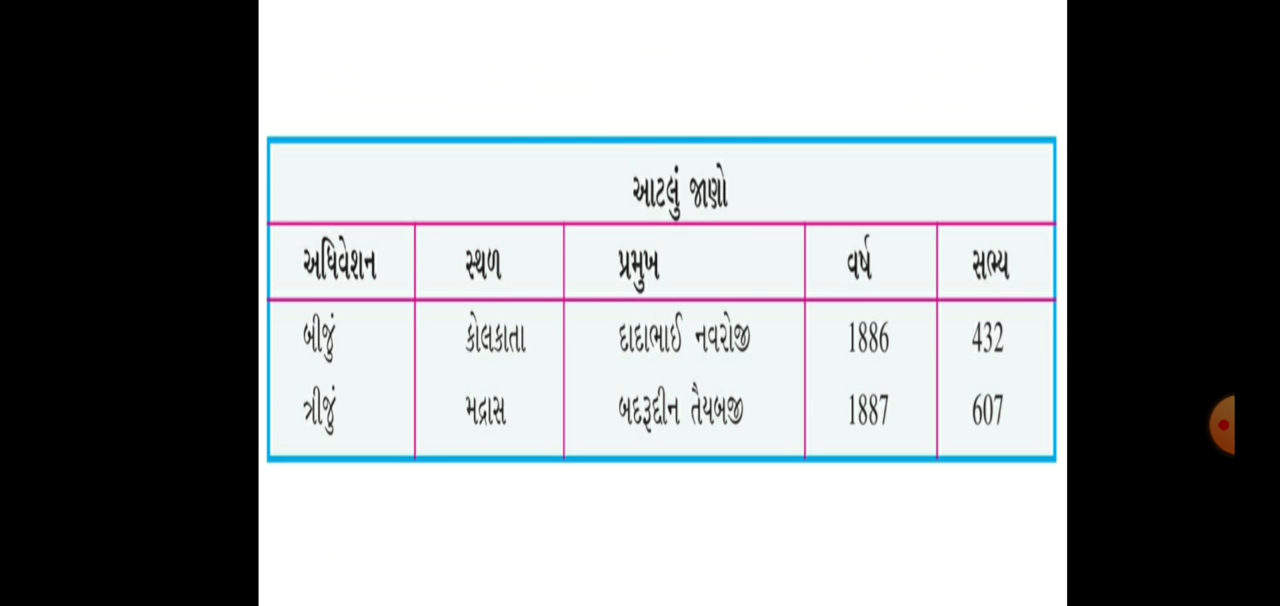 આટલું જાણો
અધિવેશન સ્થળ પ્રમુખ વર્ષ સભ્ય
બીજું કોલકાતા દાદાભાઈ નવરોજી 1886 432
ત્રીજું મદ્રાસ બદરૂદ્દીન તૈયબજી 1887 607